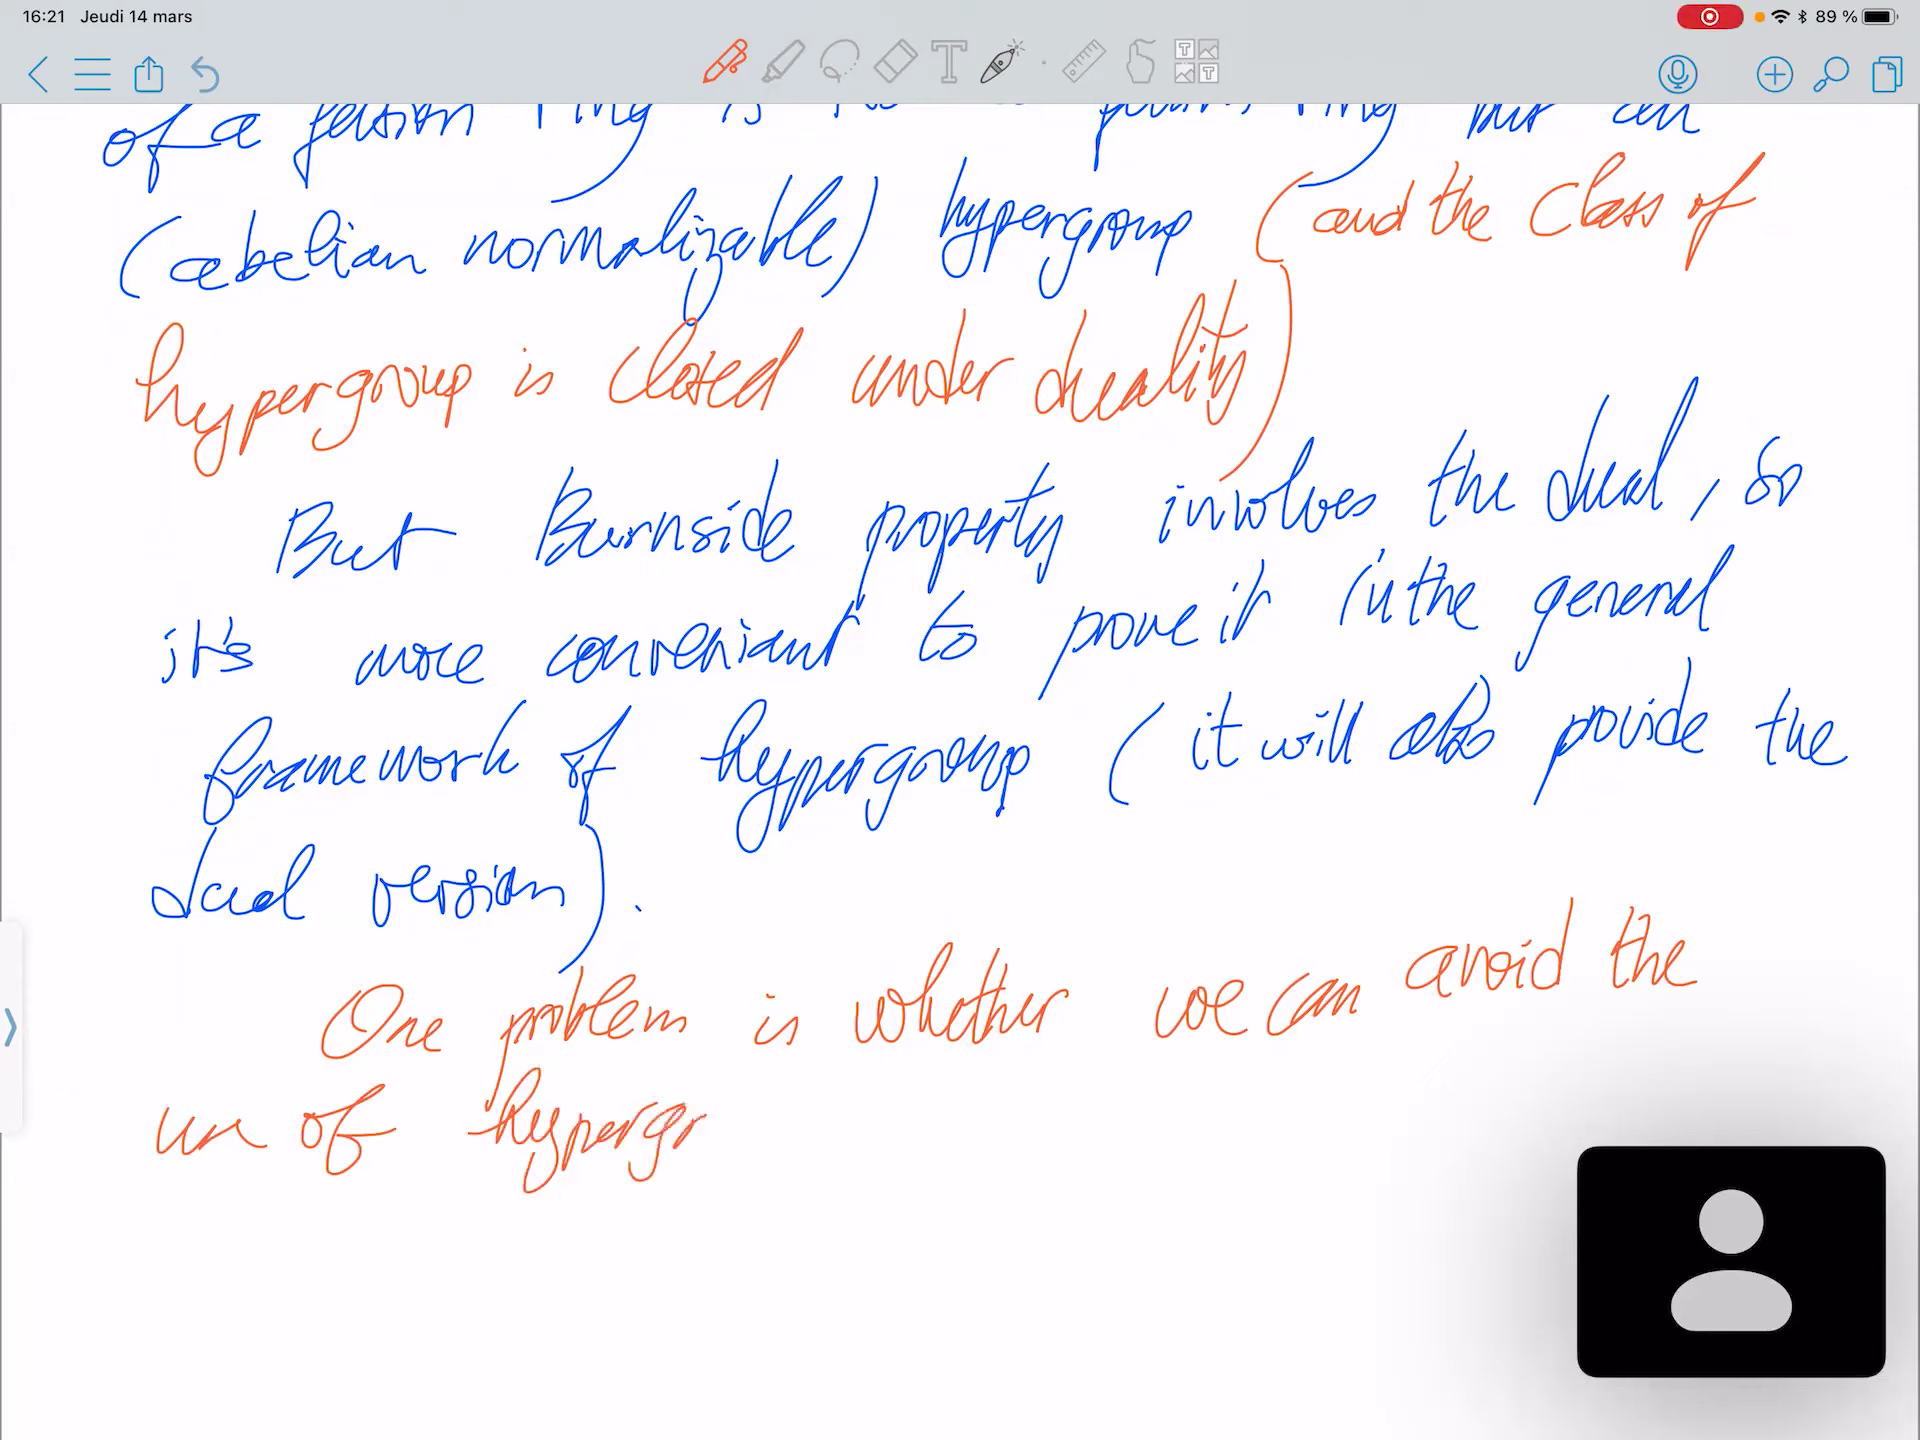 16:21 Jeudi 14 mars
89 %
of a fusion ring is fusion ring but an
(abelian normalizable) hypergroup (and the class of
hypergroup is closed under duality)
But Burnside property involves the dual, so
it's more convenient to prove it in the general
framework of hypergroup (it will also provide the
dual version).
One problem is whether we can avoid the
use of hypergr